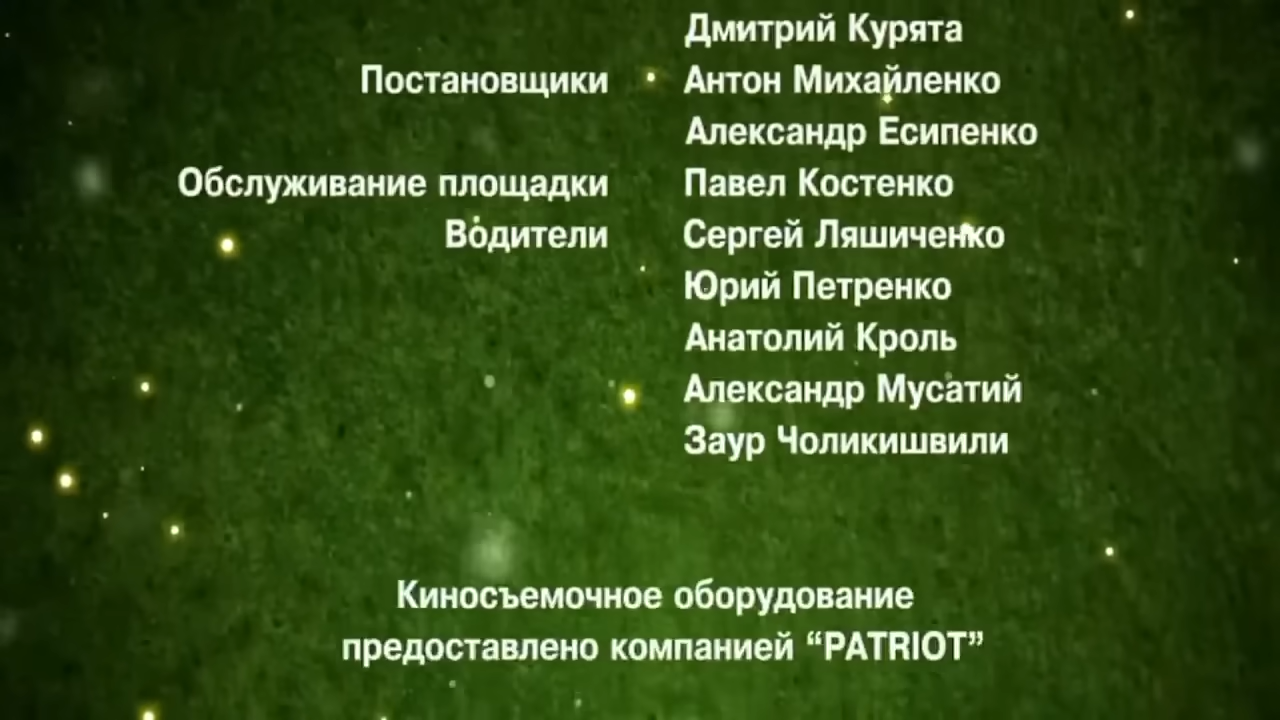 Дмитрий Курята
Постановщики Антон Михайленко
Александр Есипенко
Обслуживание площадки Павел Костенко
Водители Сергей Ляшиченко
Юрий Петренко
Анатолий Кроль
Александр Мусатий
Заур Чоликишвили
Киносъемочное оборудование
предоставлено компанией “PATRIOT”